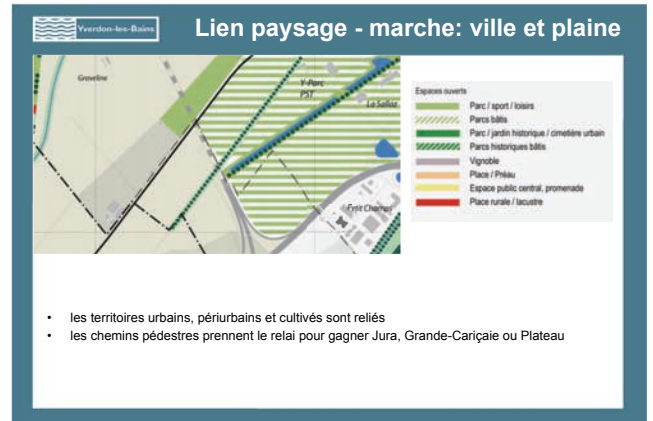 Yverdon-les-Bains
Lien paysage - marche: ville et plaine
Graveline
Y-Parc
PST
La Sallaz
Espaces ouverts
Parc / sport / loisirs
Parcs bâtis
Parc / jardin historique / cimetière urbain
Parcs historiques bâtis
Vignoble
Place / Préau
Espace public central, promenade
Place rurale / lacustre
• les territoires urbains, périurbains et cultivés sont reliés
• les chemins pédestres prennent le relai pour gagner Jura, Grande-Cariçaie ou Plateau